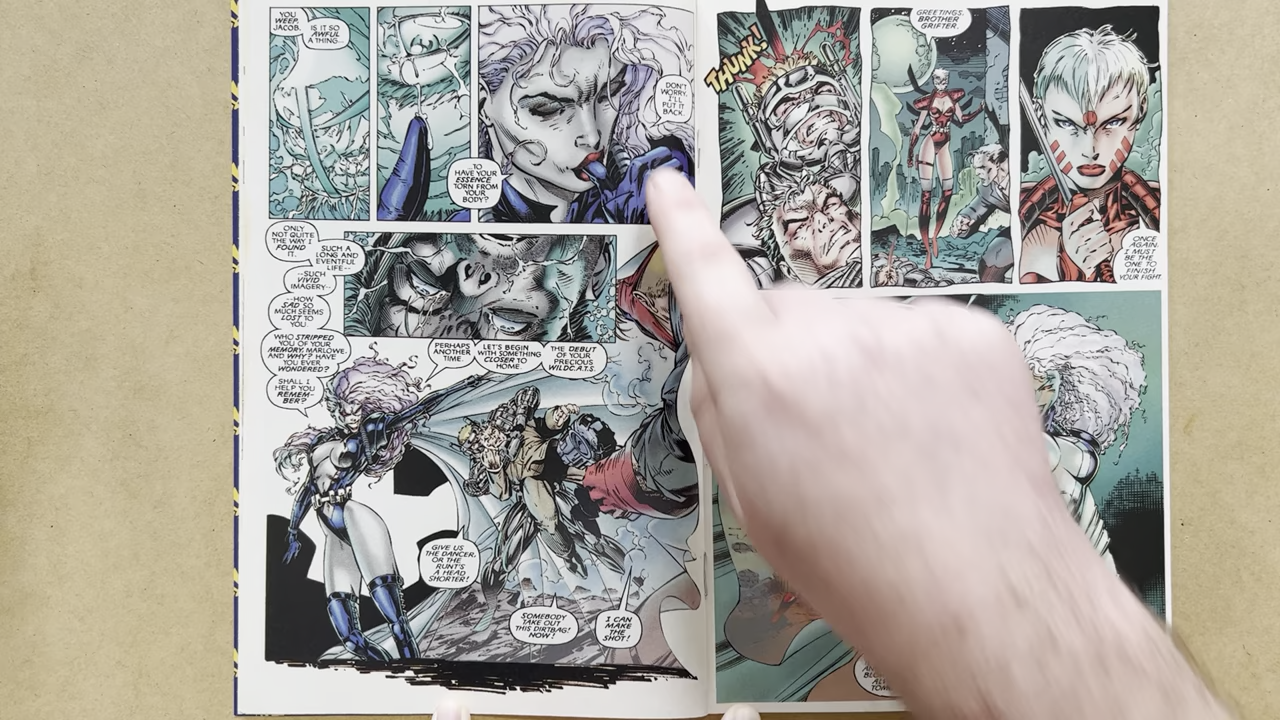 YOU
WEEP,
JACOB.
IS IT SO
AWFUL
A THING--
TO
HAVE YOUR
ESSENCE
TORN FROM
YOUR
BODY?
DON'T
WORRY.
I'LL
PUT IT
BACK.
ONLY
NOT QUITE
THE WAY I
FOUND
IT.
SUCH A
LONG AND
EVENTFUL
LIFE--
--SUCH
VIVID
IMAGERY--
--HOW
SAD SO
MUCH SEEMS
LOST TO
YOU.
WHO STRIPPED
YOU OF YOUR
MEMORY, MARLOWE,
AND WHY? HAVE
YOU EVER
WONDERED?
SHALL I
HELP YOU
REMEM-
BER?
PERHAPS
ANOTHER
TIME.
LET'S BEGIN
WITH SOMETHING
CLOSER TO
HOME.
THE DEBUT
OF YOUR
PRECIOUS
WILDC.A.T.S.
GIVE US
THE DANCER,
OR THE
RUNT'S
A HEAD
SHORTER!
SOMEBODY
TAKE OUT
THIS DIRTBAG!
NOW!
I CAN
MAKE
THE
SHOT!
THUNK!
GREETINGS,
BROTHER
GRIFTER.
ONCE
AGAIN,
I MUST
BE THE
ONE TO
FINISH
YOUR FIGHT.